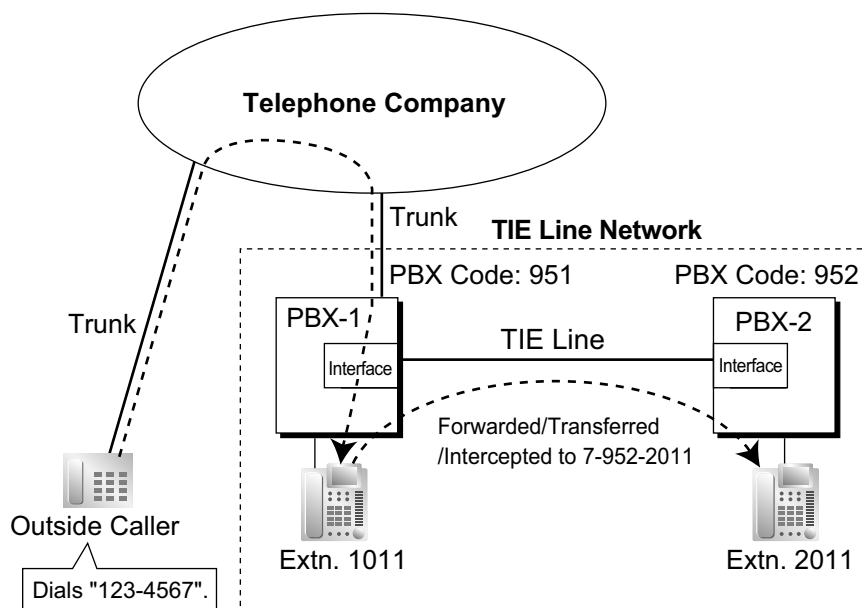 Telephone Company
Trunk
TIE Line Network
PBX Code: 951
PBX Code: 952
Trunk
PBX-1
PBX-2
TIE Line
Interface
Interface
Forwarded/Transferred
/Intercepted to 7-952-2011
Outside Caller
Extn. 1011
Extn. 2011
Dials "123-4567".